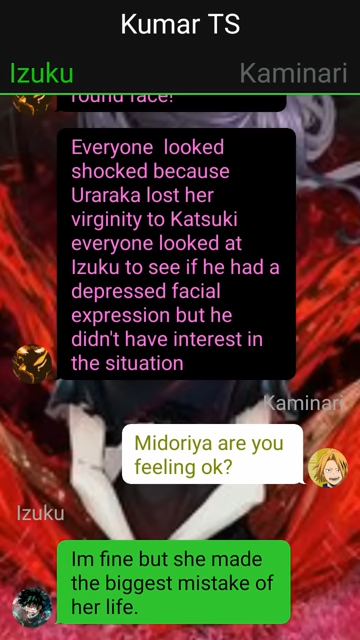 Kumar TS
Izuku
Kaminari
round face!
Everyone  looked
shocked because
Uraraka lost her
virginity to Katsuki
everyone looked at
Izuku to see if he had a
depressed facial
expression but he
didn't have interest in
the situation
Kaminari
Midoriya are you
feeling ok?
Izuku
Im fine but she made
the biggest mistake of
her life.